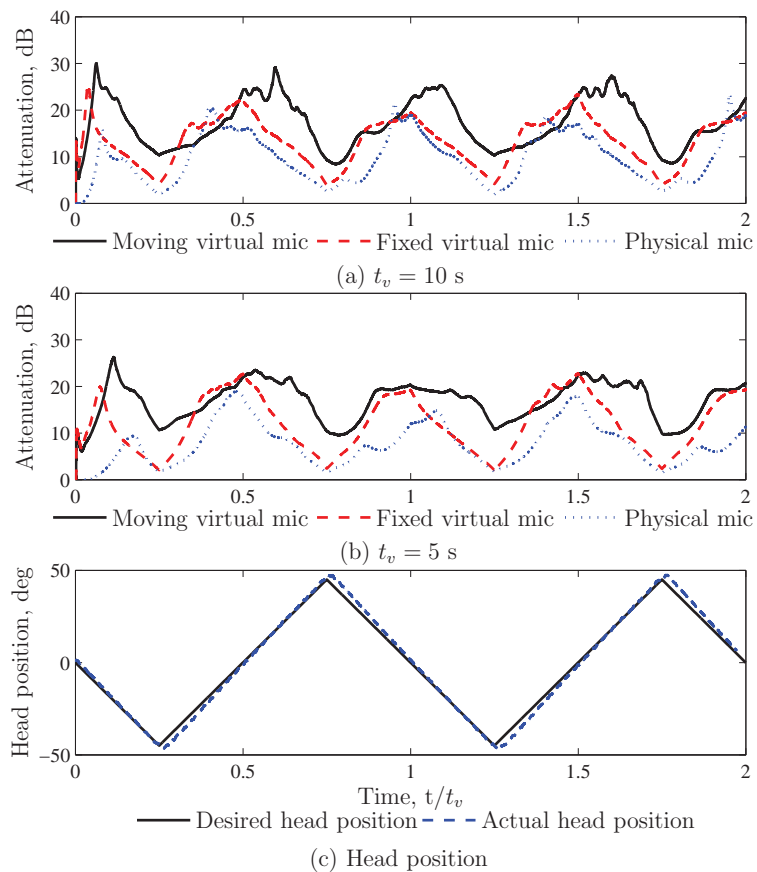 40
30
20
10
0
Attenuation, dB
0 0.5 1 1.5 2
Moving virtual mic Fixed virtual mic Physical mic
(a) t_v = 10 s
40
30
20
10
0
Attenuation, dB
0 0.5 1 1.5 2
Moving virtual mic Fixed virtual mic Physical mic
(b) t_v = 5 s
50
0
−50
Head position, deg
0 0.5 1 1.5 2
Time, t/t_v
Desired head position Actual head position
(c) Head position